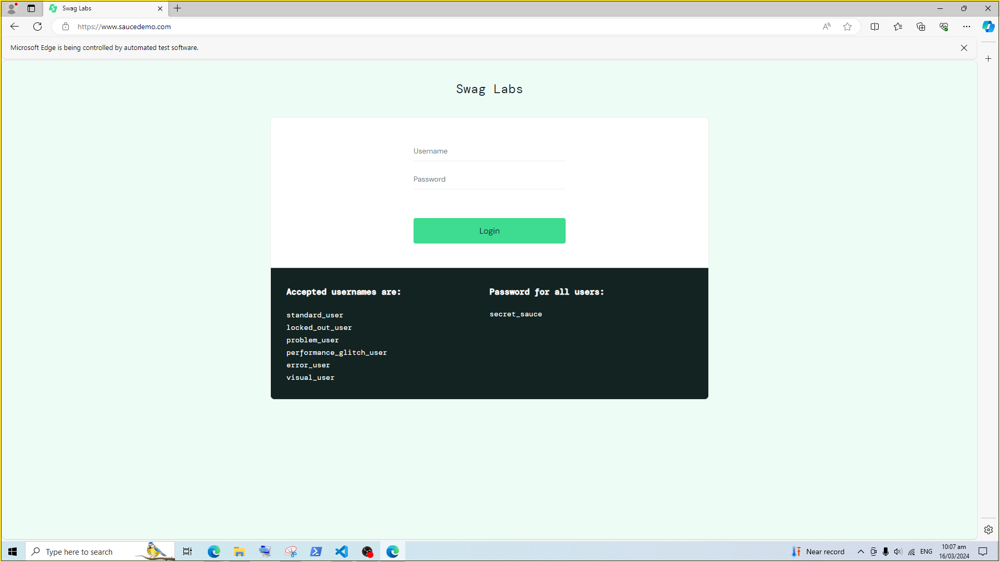 Swag Labs
https://www.saucedemo.com
Microsoft Edge is being controlled by automated test software.
Swag Labs
Username
Password
Login
Accepted usernames are:
standard_user
locked_out_user
problem_user
performance_glitch_user
error_user
visual_user
Password for all users:
secret_sauce
Type here to search
Near record
ENG
10:07 am
16/03/2024